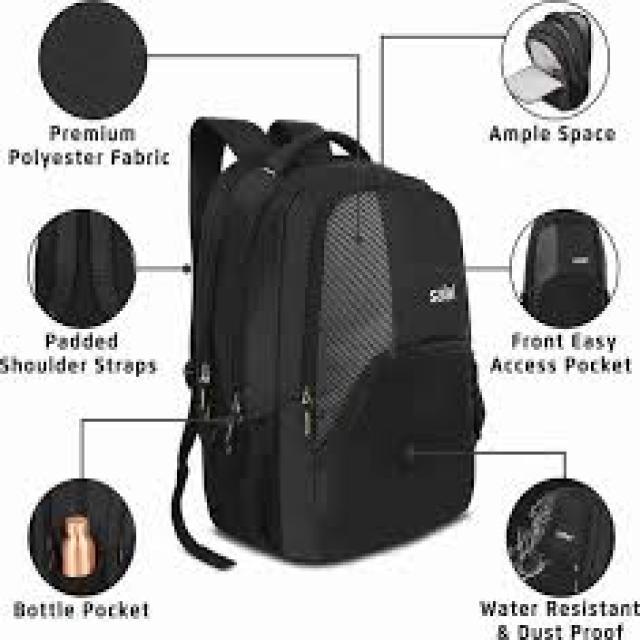 Premium
Polyester Fabric
Ample Space
Padded
Shoulder Straps
Front Easy
Access Pocket
Bottle Pocket
Water Resistant
& Dust Proof